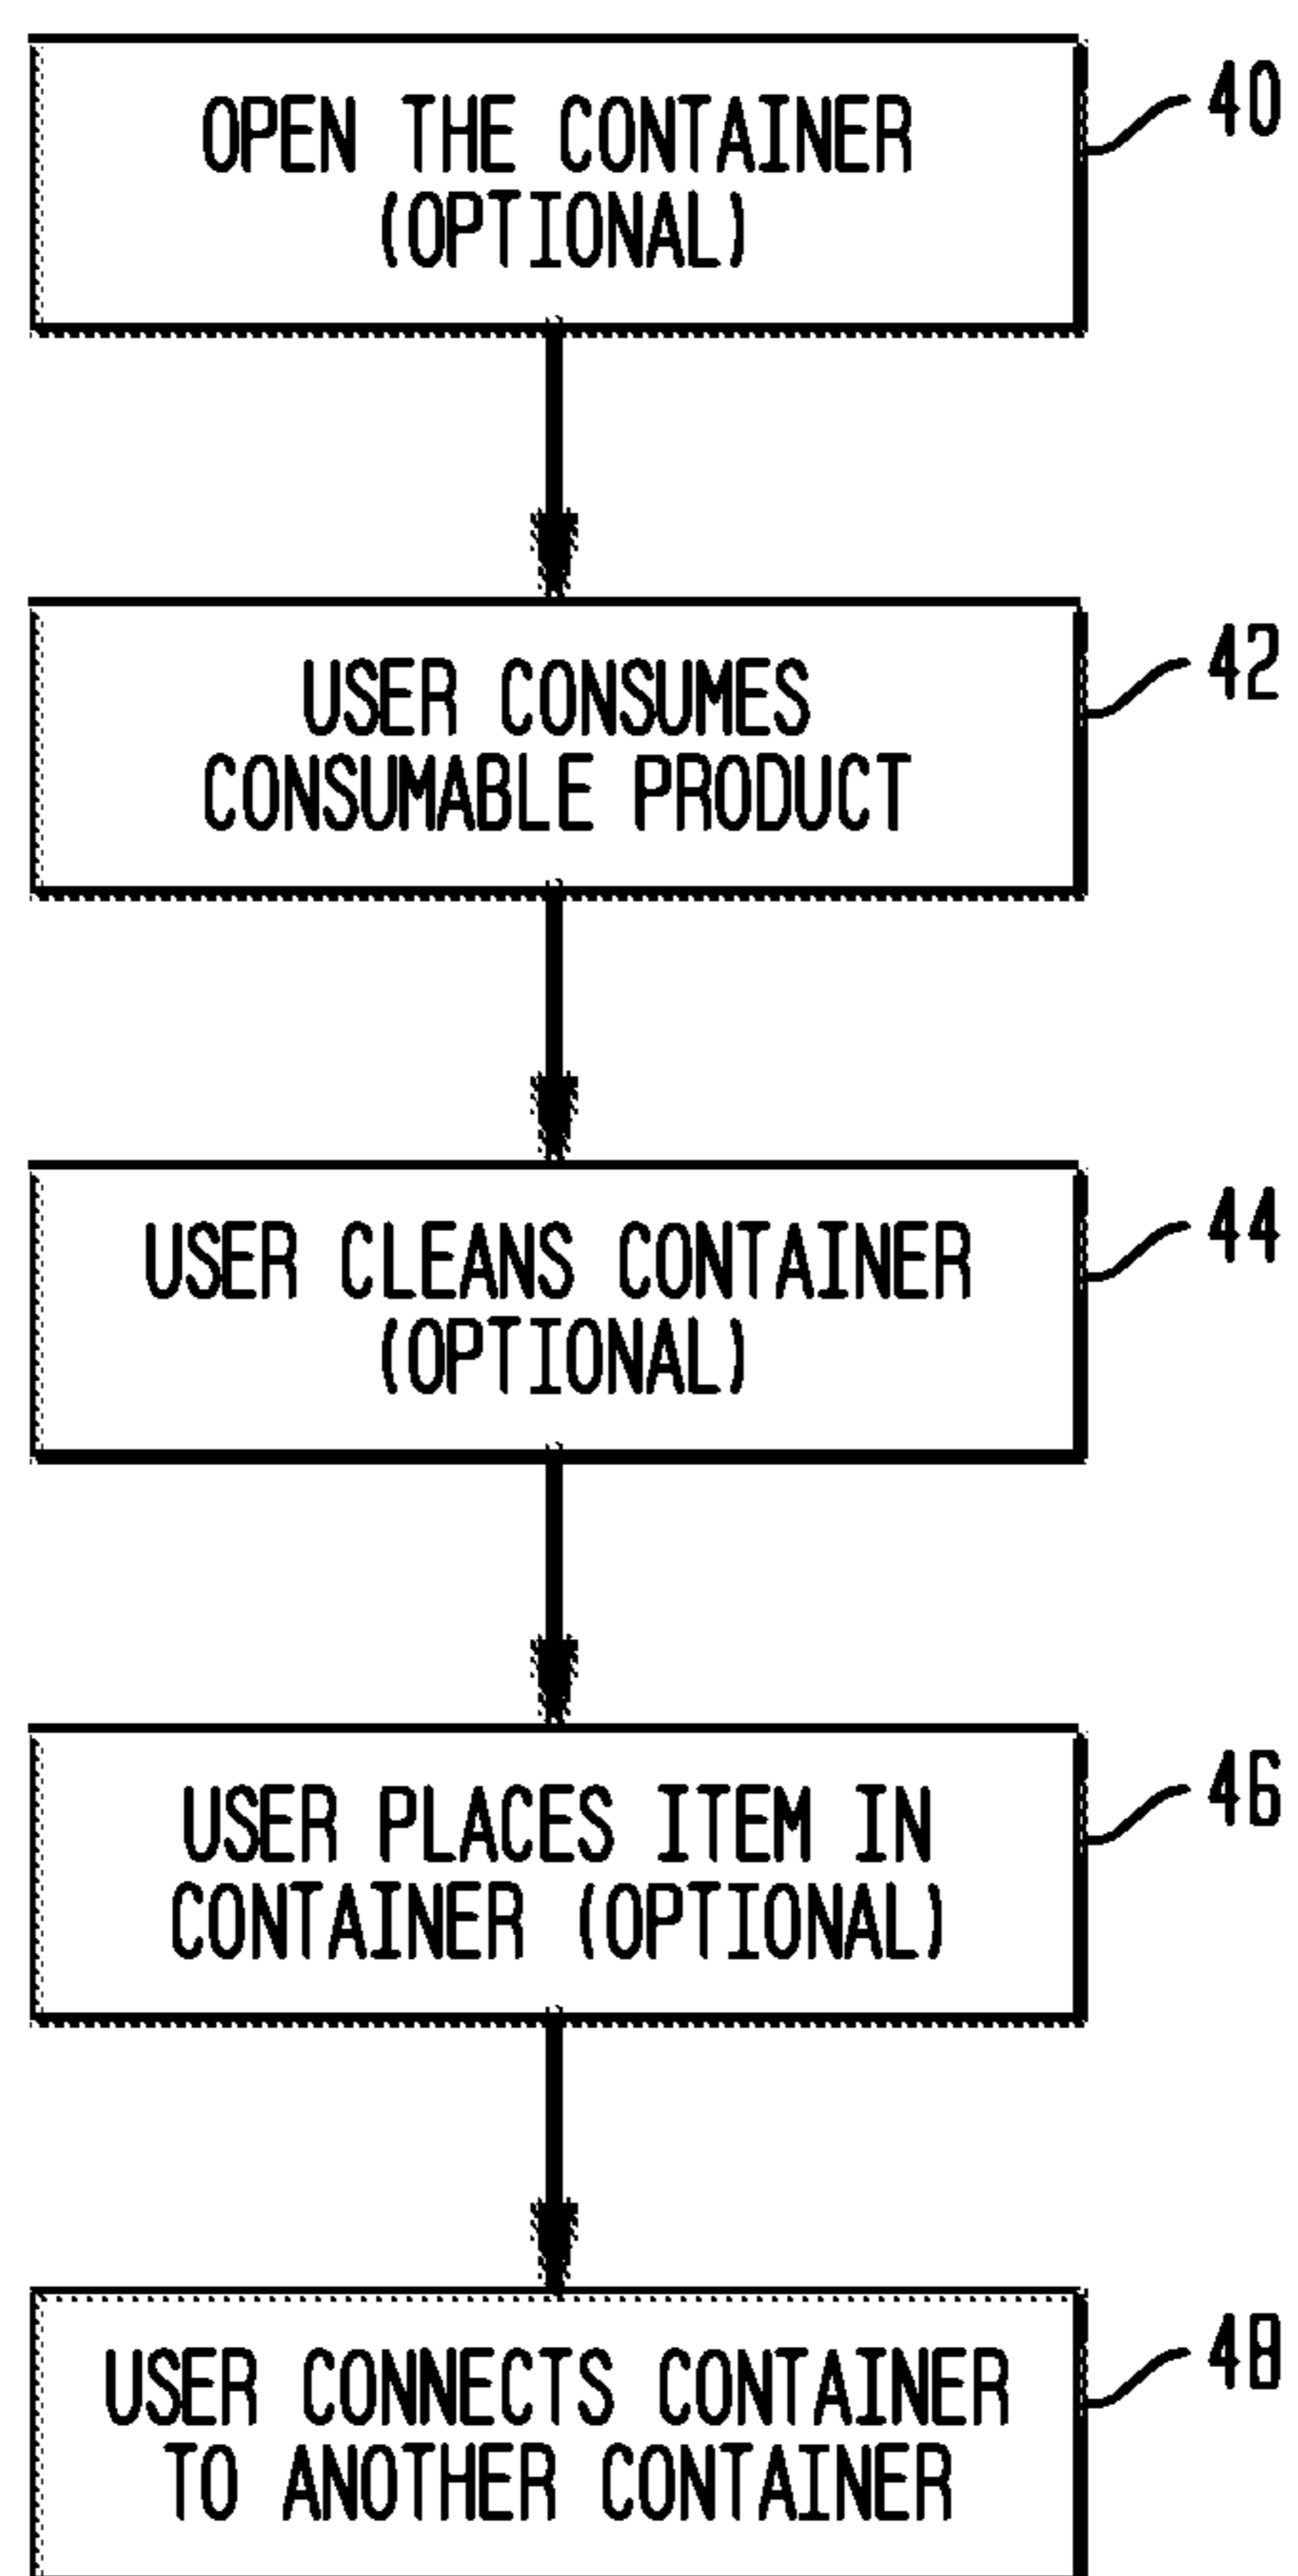 OPEN THE CONTAINER
(OPTIONAL)
40
USER CONSUMES
CONSUMABLE PRODUCT
42
USER CLEANS CONTAINER
(OPTIONAL)
44
USER PLACES ITEM IN
CONTAINER (OPTIONAL)
46
USER CONNECTS CONTAINER
TO ANOTHER CONTAINER
48